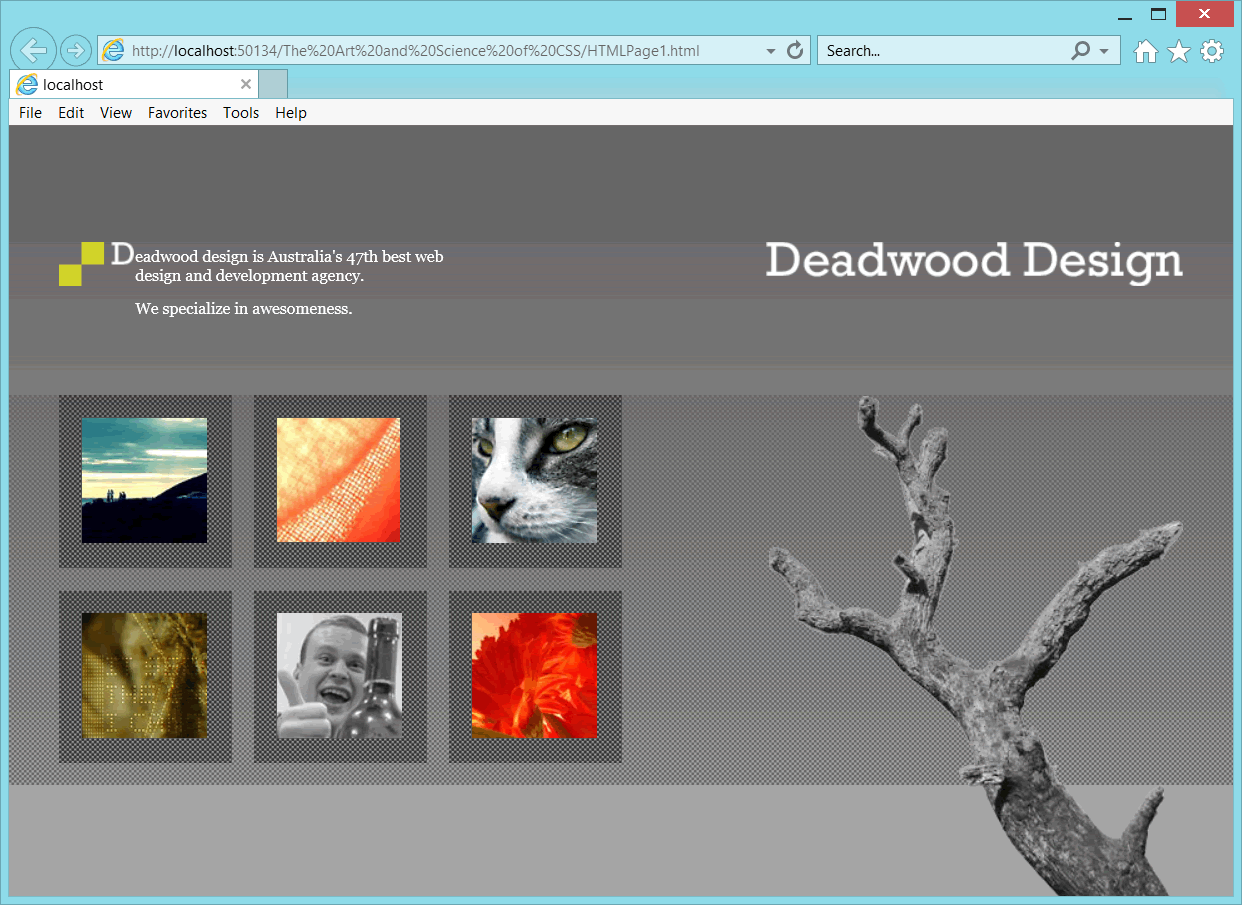 http://localhost:50134/The%20Art%20and%20Science%20of%20CSS/HTMLPage1.html
Search...
localhost
File Edit View Favorites Tools Help
Deadwood design is Australia's 47th best web
design and development agency.
We specialize in awesomeness.
Deadwood Design
THE